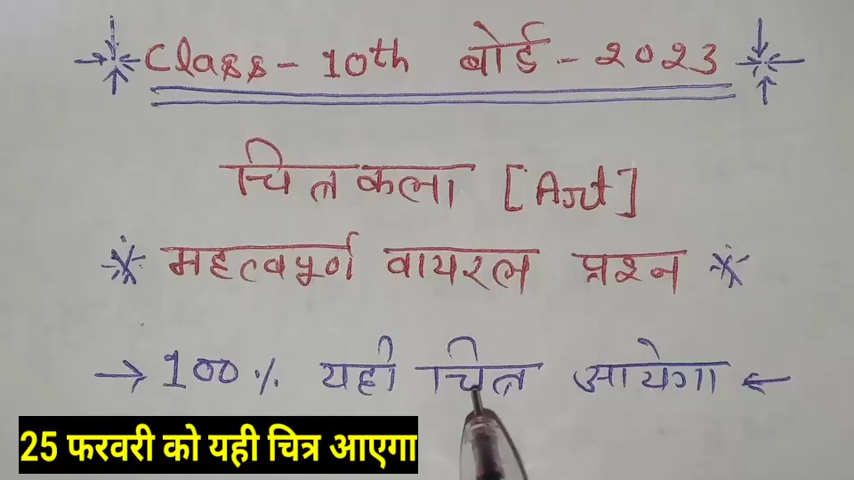 Class - 10th बोर्ड - 2023
चित्रकला [Art]
महत्वपूर्ण वायरल प्रश्न
→ 100% यही चित्र आयेगा ←
25 फरवरी को यही चित्र आएगा